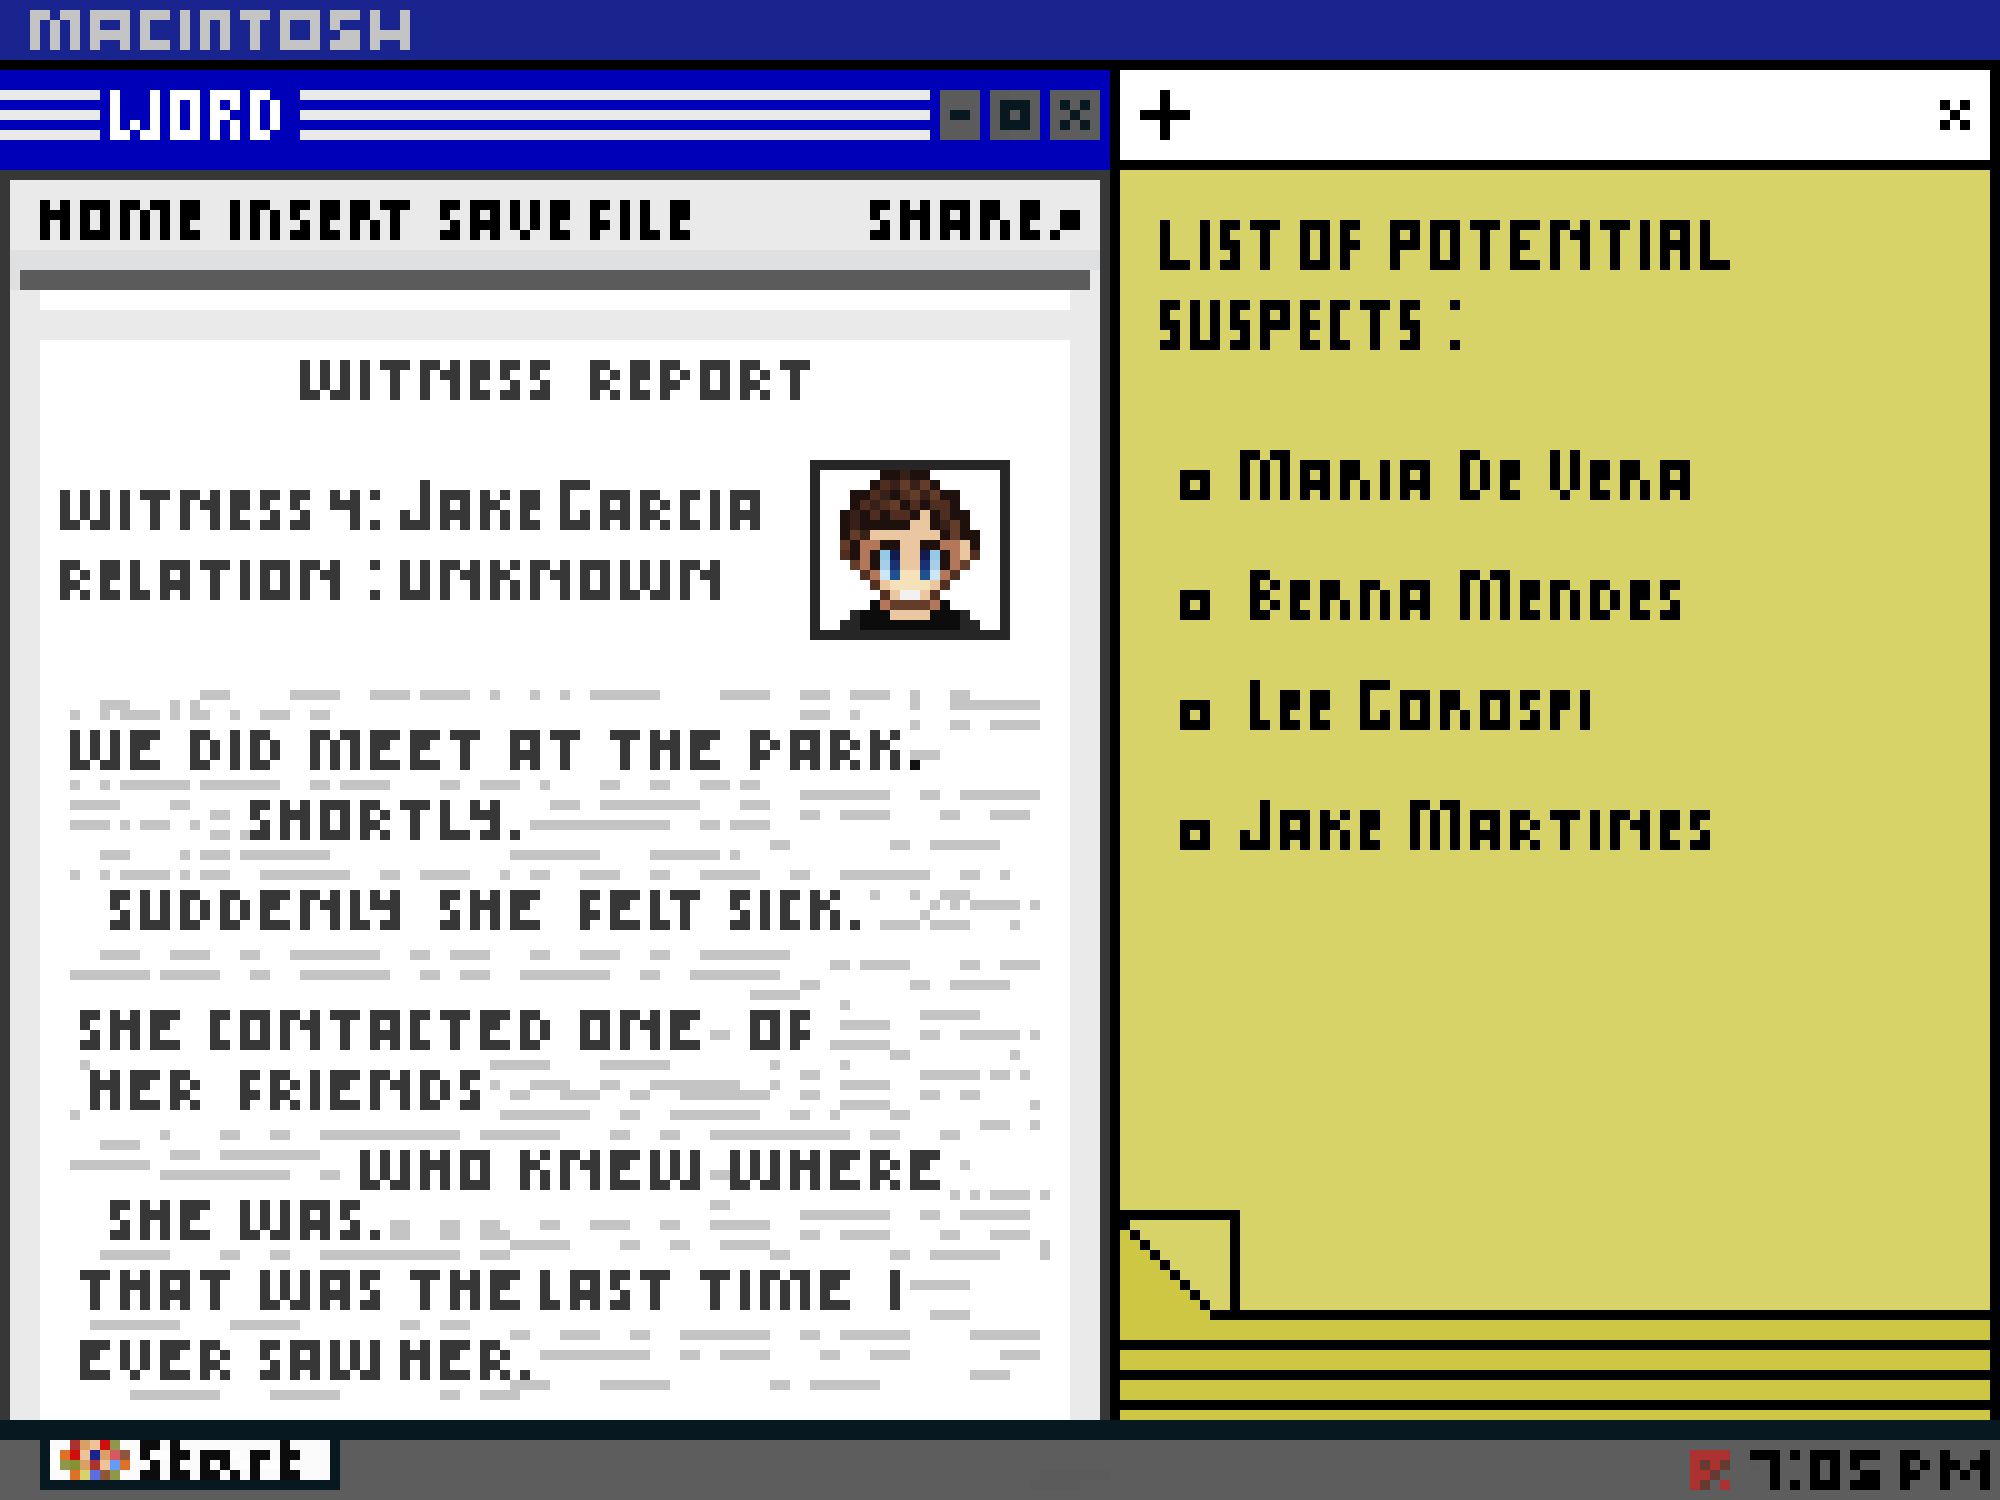 MACINTOSH
WORD
HOME INSERT SAVE FILE SHARE
WITNESS REPORT
WITNESS 4: JAKE GARCIA
RELATION : UNKNOWN
WE DID MEET AT THE PARK.
SHORTLY.
SUDDENLY SHE FELT SICK.
SHE CONTACTED ONE OF
HER FRIENDS
WHO KNEW WHERE
SHE WAS.
THAT WAS THE LAST TIME I
EVER SAW HER.
LIST OF POTENTIAL
SUSPECTS :
MARIA DE VERA
BERNA MENDES
LEE GOROSPI
JAKE MARTINES
Start
7:05 PM